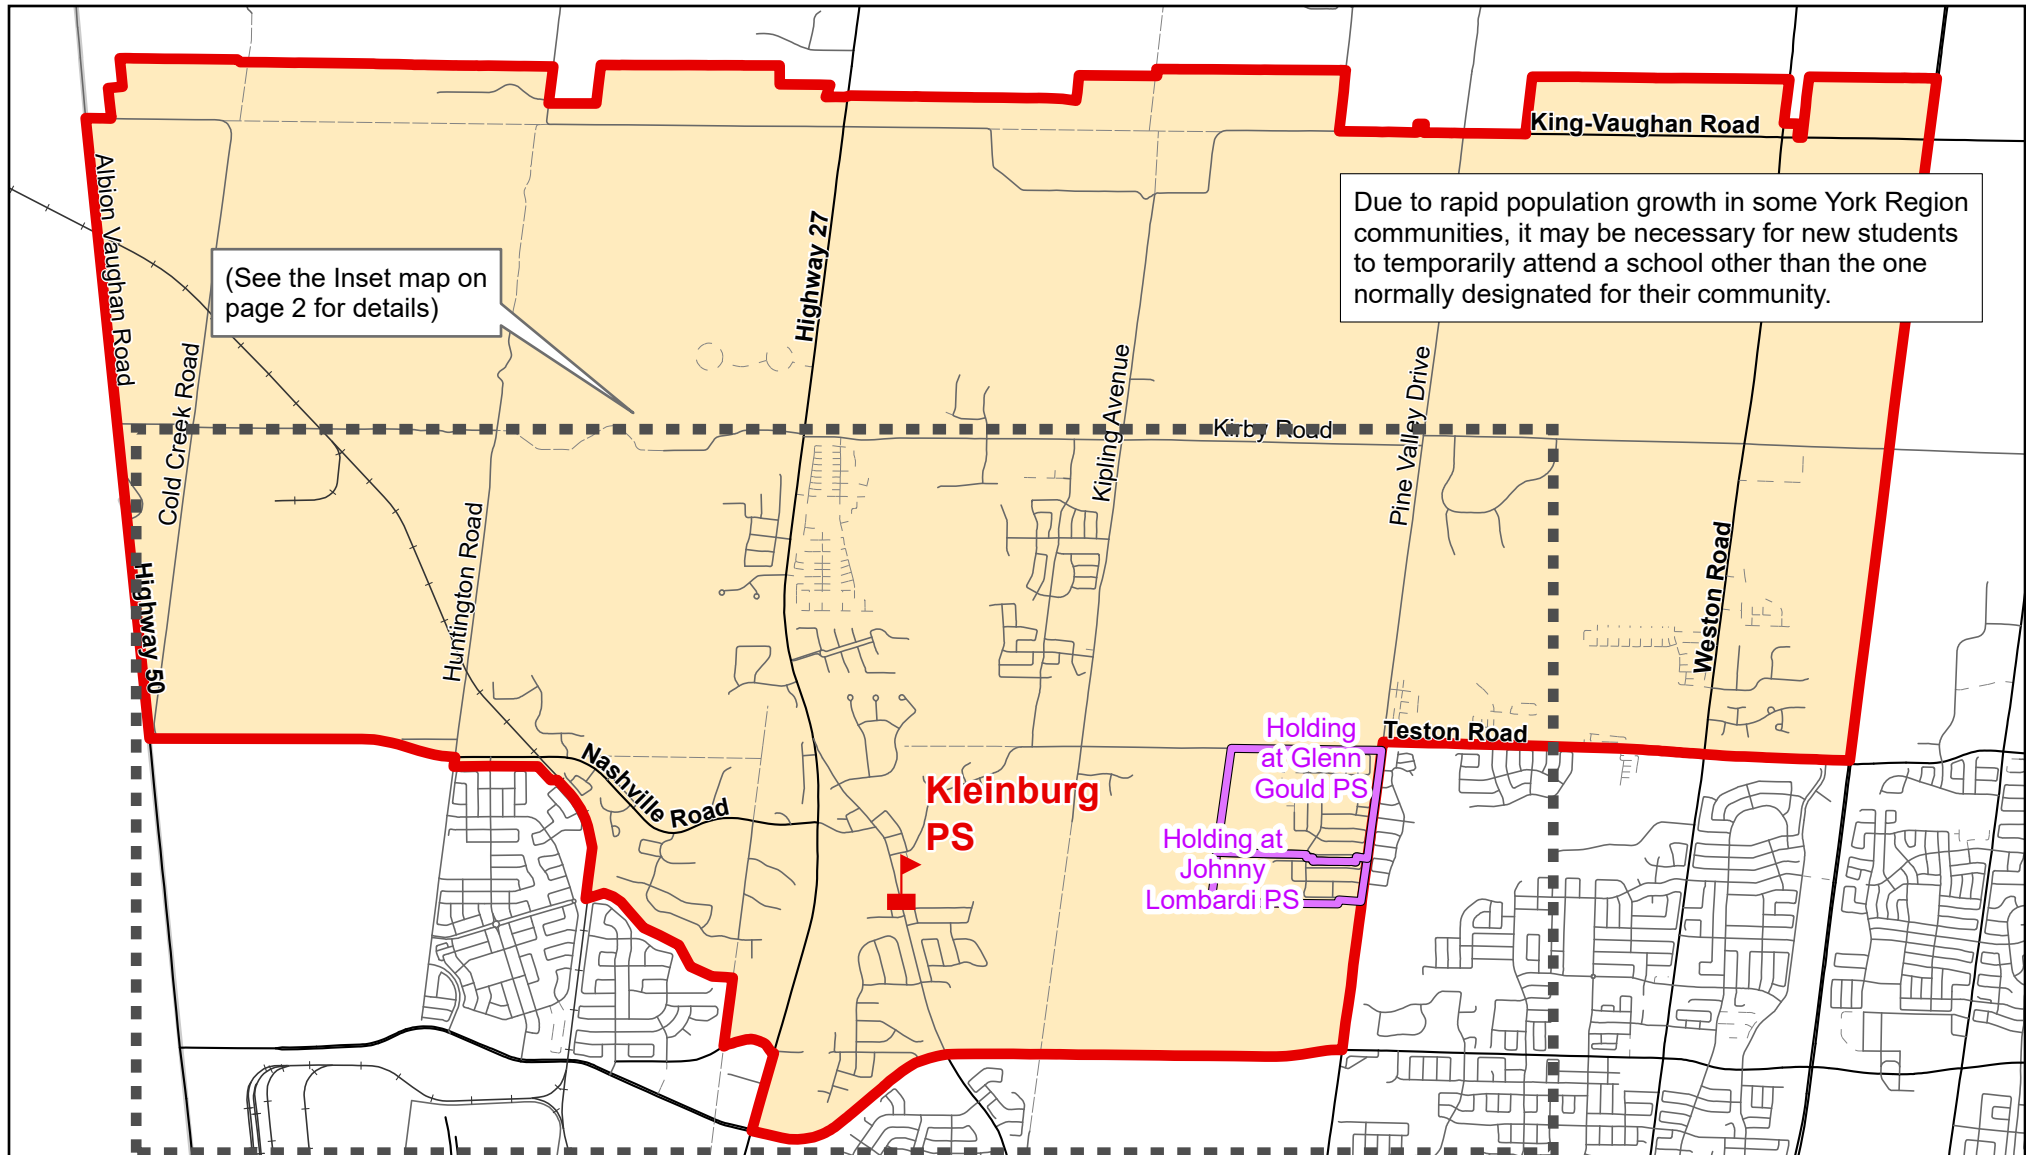 King-Vaughan Road
Albion Vaughan Road
Due to rapid population growth in some York Region
communities, it may be necessary for new students
to temporarily attend a school other than the one
normally designated for their community.
(See the Inset map on
page 2 for details)
Highway 27
Cold Creek Road
Kipling Avenue
Pine Valley Drive
Kirby Road
Huntington Road
Weston Road
Highway 50
Holding
at Glenn
Gould PS
Teston Road
Nashville Road
Kleinburg
PS
Holding at
Johnny
Lombardi PS